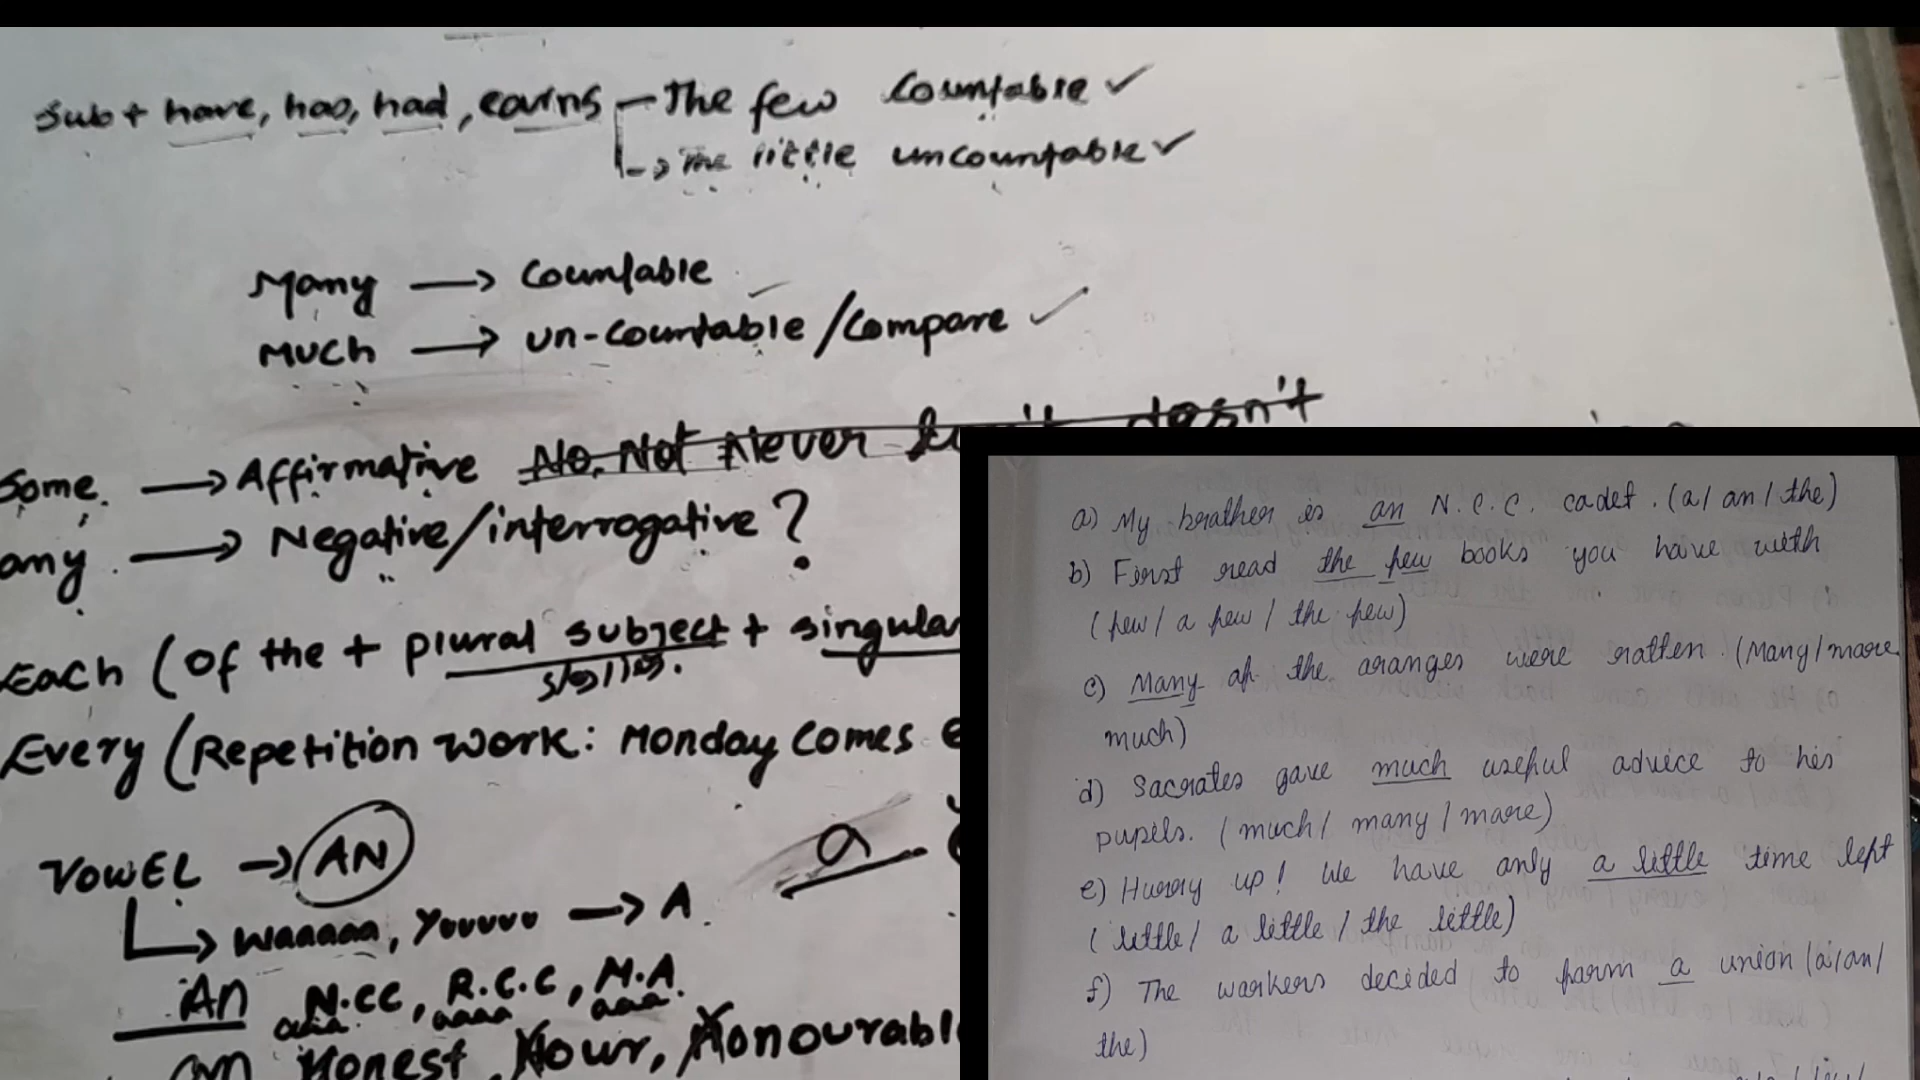 Sub + have, has, had, earns — The few Countable ✓
→ The little uncountable ✓
Many → Countable
Much → un-countable / Compare ✓
Some. → Affirmative No, Not Never doesn't
any. → Negative/interrogative ?
Each ( of the + plural subject + singular
Every ( Repetition work : Monday comes
VOWEL → AN
a
→ waaaaa, Youuuu → A.
An N.CC, R.C.C, M.A.
an Honest, Hour, Honourabl
a) My brother is an N.C.C. cadet. (a/ an / the)
b) First read the few books you have with
( few / a few / the few)
c) Many of the oranges were rotten. (Many / more
much)
d) Socrates gave much useful advice to his
pupils. ( much / many / more)
e) Hurry up! We have only a little time left
( little / a little / the little)
f) The workers decided to form a union (a / an /
the)